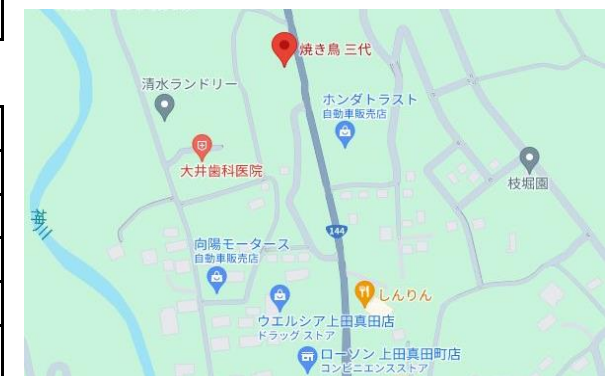 焼き鳥 三代
清水ランドリー
ホンダトラスト
自動車販売店
大井歯科医院
枝堀園
神川
144
向陽モータース
自動車販売店
しんりん
ウエルシア上田真田店
ドラッグ ストア
ローソン 上田真田町店
コンビニエンスストア